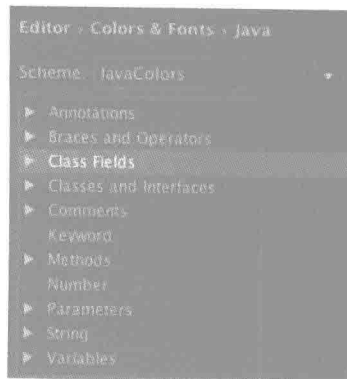 Editor › Colors & Fonts › Java
Scheme: JavaColors
Annotations
Braces and Operators
Class Fields
Classes and Interfaces
Comments
Keyword
Methods
Number
Parameters
String
Variables